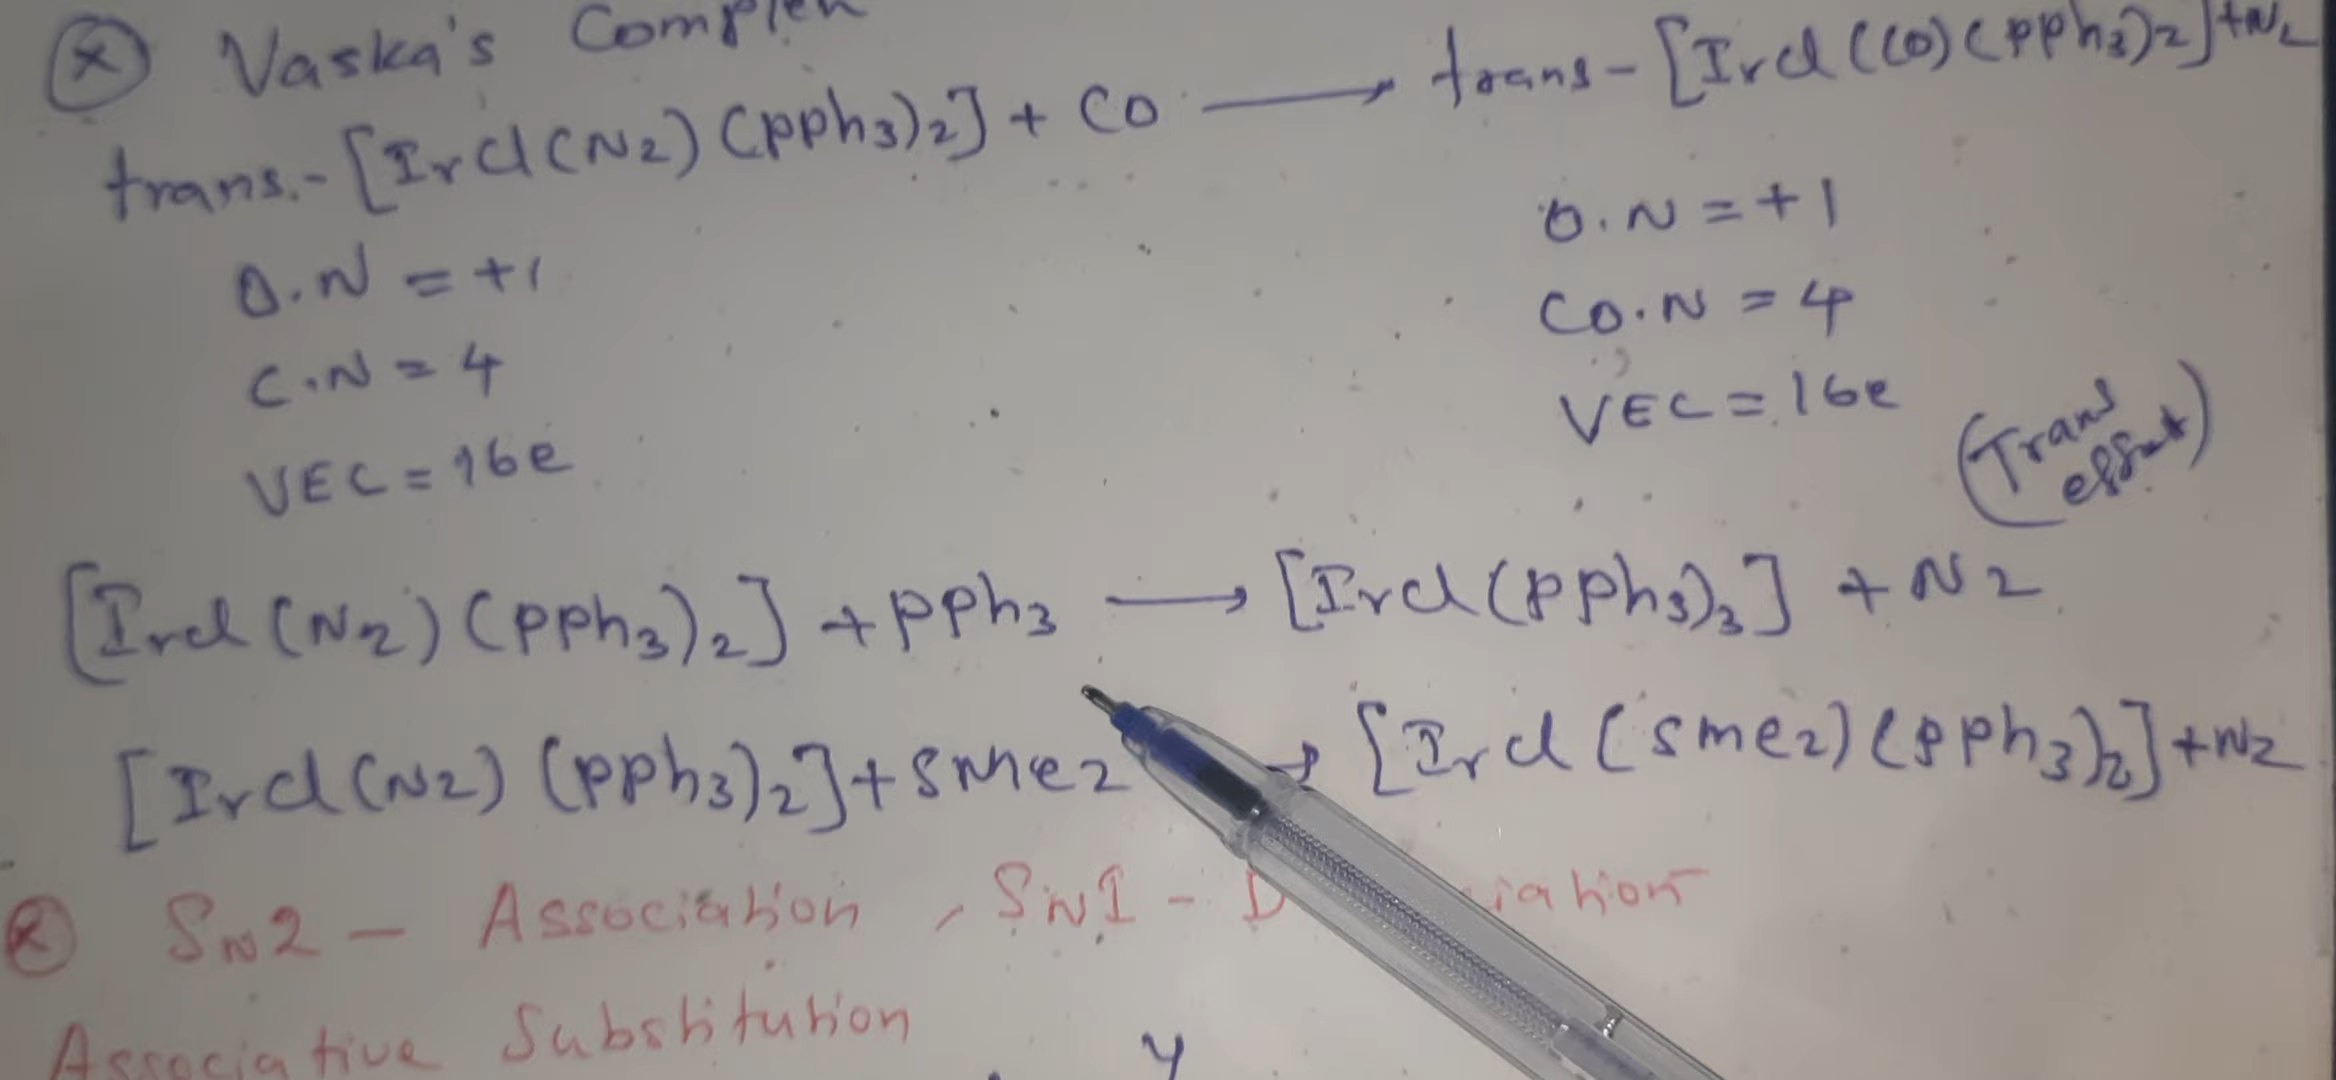 Ⓧ Vaska's Complex
trans-[IrCl(N2)(pph3)2] + CO ⟶ trans-[IrCl(CO)(pph3)2]+N2
O.N = +1
C.N = 4
VEC = 16e
O.N = +1
CO.N = 4
VEC = 16e
(Trans effect)
[IrCl(N2)(pph3)2] + pph3 ⟶ [IrCl(pph3)3] + N2
[IrCl(N2)(pph3)2]+SMe2 → [IrCl(Sme2)(pph3)2]+N2
Ⓧ SN2 - Association, SN1 -
Associative Substitution
Y